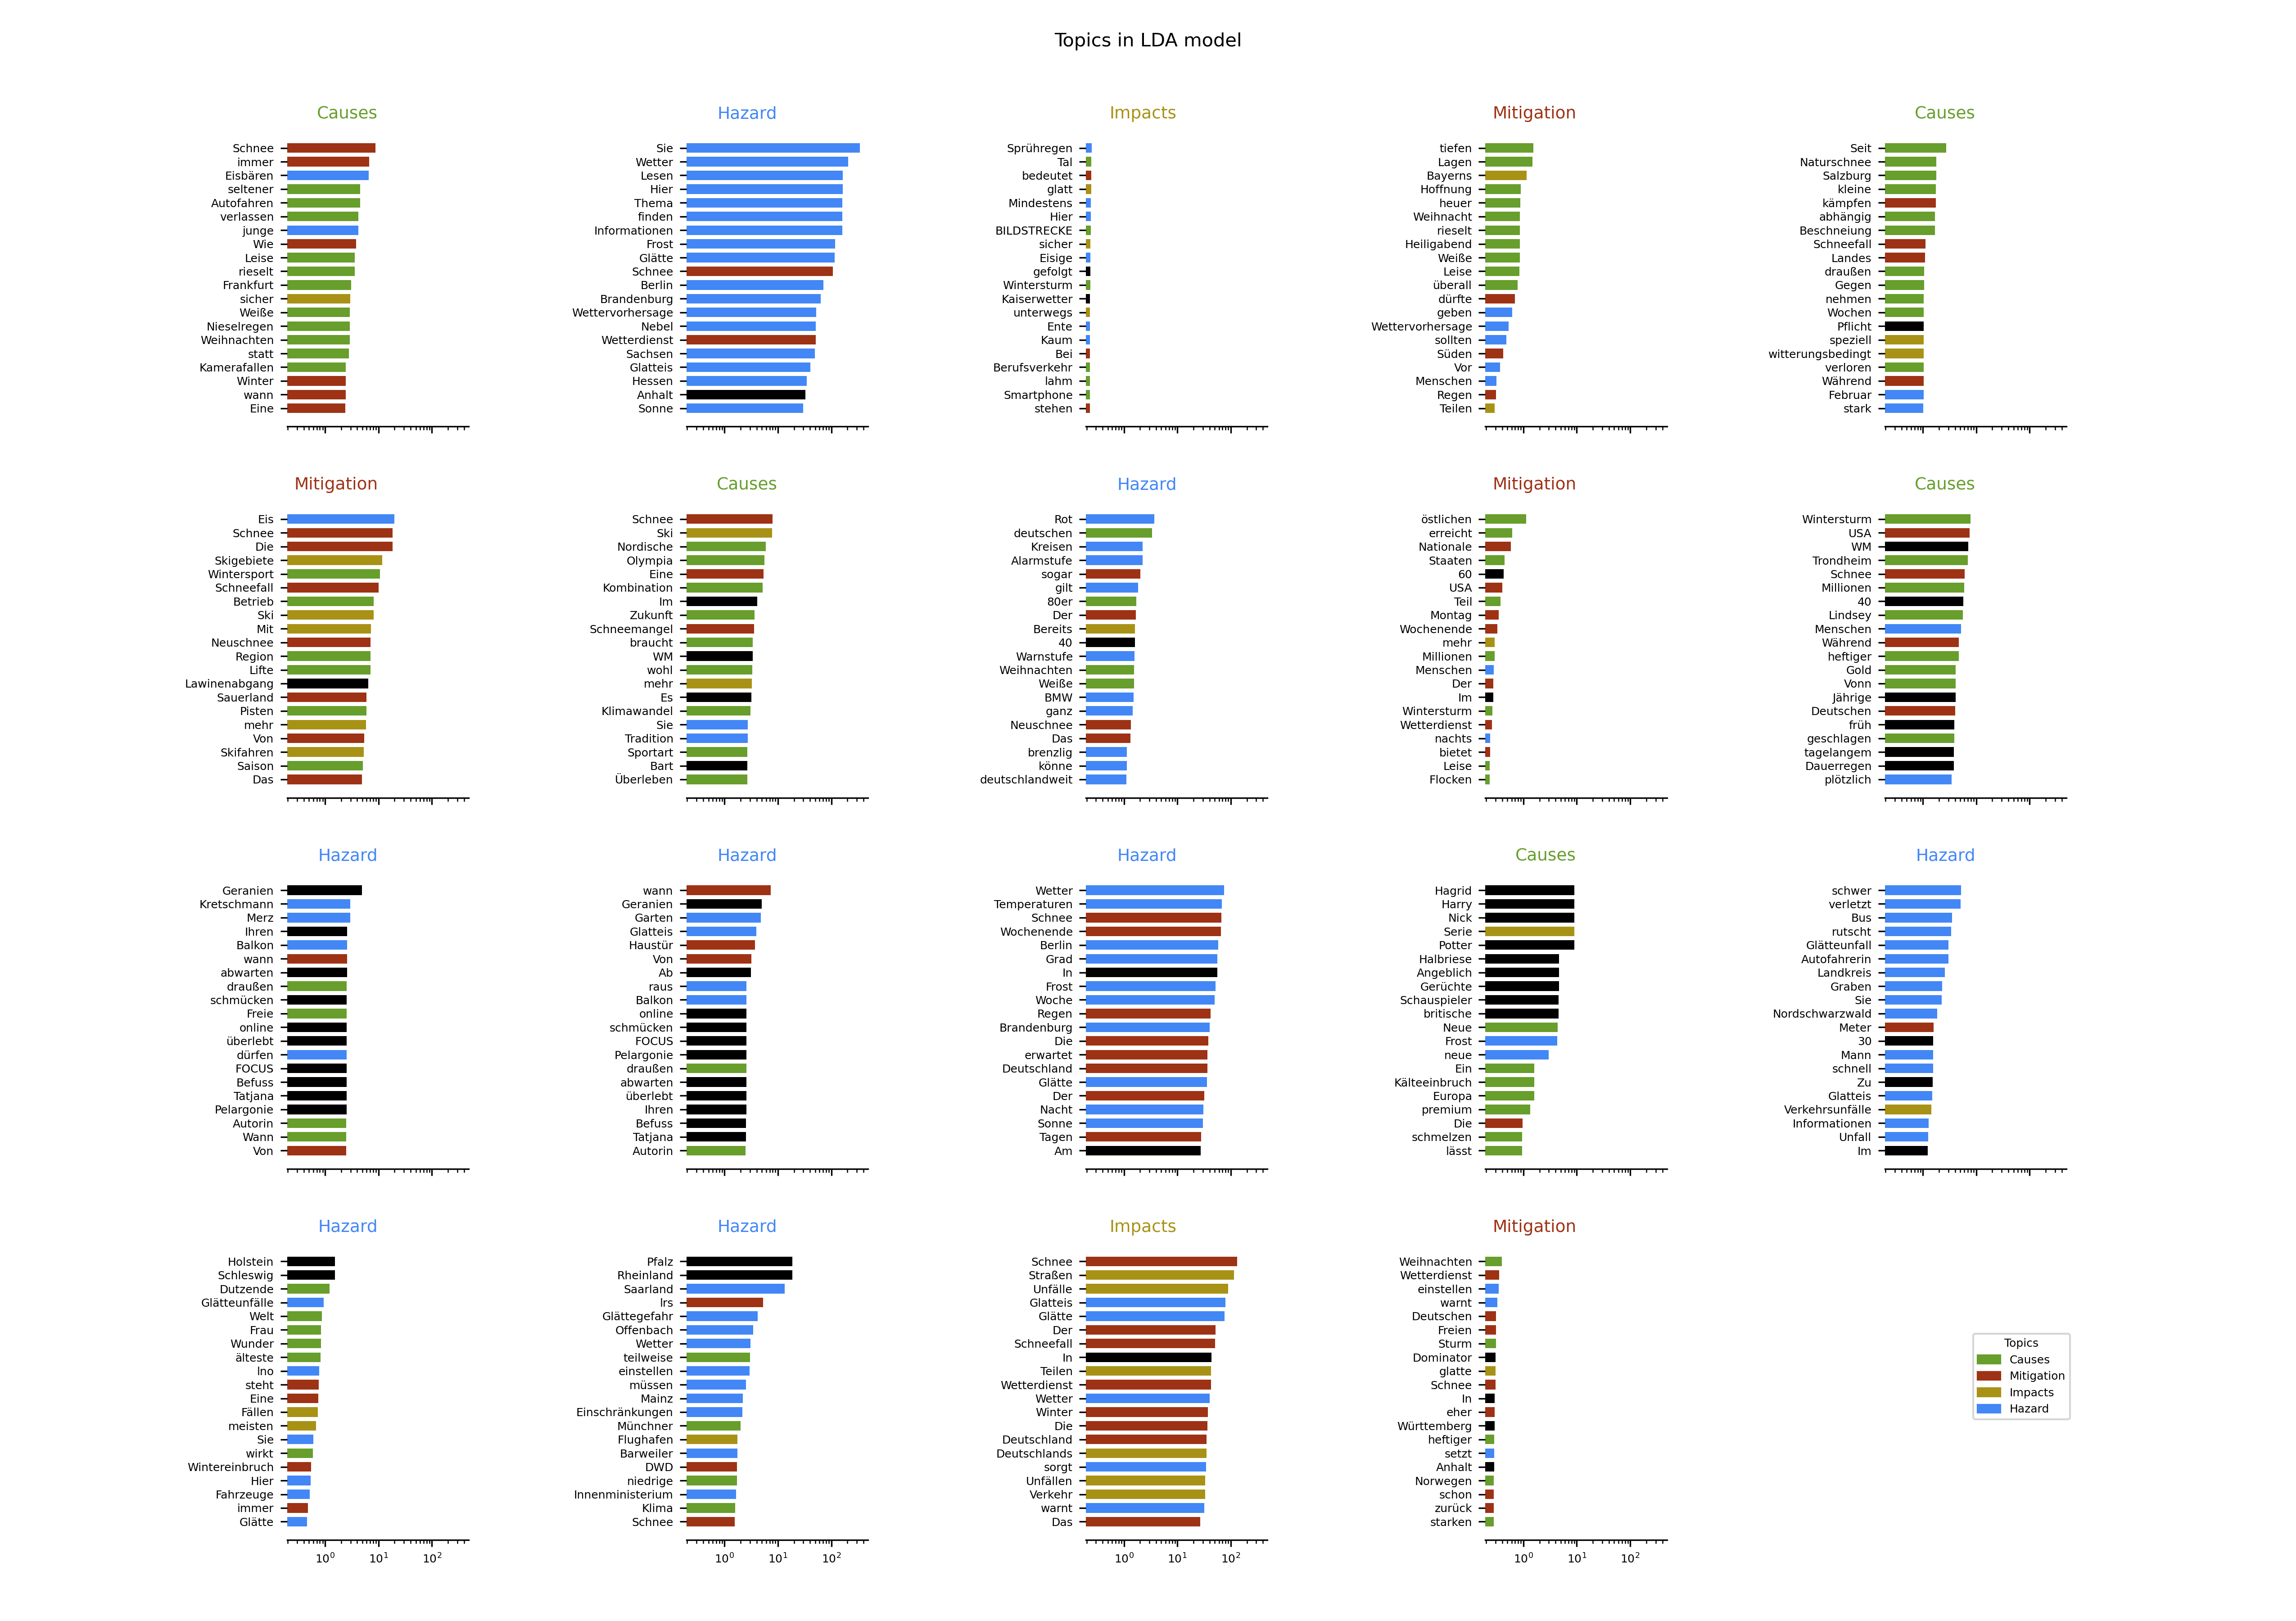 Topics in LDA model
Causes
Schnee
immer
Eisbären
seltener
Autofahren
verlassen
junge
Wie
Leise
rieselt
Frankfurt
sicher
Weiße
Nieselregen
Weihnachten
statt
Kamerafallen
Winter
wann
Eine
Hazard
Sie
Wetter
Lesen
Hier
Thema
finden
Informationen
Frost
Glätte
Schnee
Berlin
Brandenburg
Wettervorhersage
Nebel
Wetterdienst
Sachsen
Glatteis
Hessen
Anhalt
Sonne
Impacts
Sprühregen
Tal
bedeutet
glatt
Mindestens
Hier
BILDSTRECKE
sicher
Eisige
gefolgt
Wintersturm
Kaiserwetter
unterwegs
Ente
Kaum
Bei
Berufsverkehr
lahm
Smartphone
stehen
Mitigation
tiefen
Lagen
Bayerns
Hoffnung
heuer
Weihnacht
rieselt
Heiligabend
Weiße
Leise
überall
dürfte
geben
Wettervorhersage
sollten
Süden
Vor
Menschen
Regen
Teilen
Causes
Seit
Naturschnee
Salzburg
kleine
kämpfen
abhängig
Beschneiung
Schneefall
Landes
draußen
Gegen
nehmen
Wochen
Pflicht
speziell
witterungsbedingt
verloren
Während
Februar
stark
Mitigation
Eis
Schnee
Die
Skigebiete
Wintersport
Schneefall
Betrieb
Ski
Mit
Neuschnee
Region
Lifte
Lawinenabgang
Sauerland
Pisten
mehr
Von
Skifahren
Saison
Das
Causes
Schnee
Ski
Nordische
Olympia
Eine
Kombination
Im
Zukunft
Schneemangel
braucht
WM
wohl
mehr
Es
Klimawandel
Sie
Tradition
Sportart
Bart
Überleben
Hazard
Rot
deutschen
Kreisen
Alarmstufe
sogar
gilt
80er
Der
Bereits
40
Warnstufe
Weihnachten
Weiße
BMW
ganz
Neuschnee
Das
brenzlig
könne
deutschlandweit
Mitigation
östlichen
erreicht
Nationale
Staaten
60
USA
Teil
Montag
Wochenende
mehr
Millionen
Menschen
Der
Im
Wintersturm
Wetterdienst
nachts
bietet
Leise
Flocken
Causes
Wintersturm
USA
WM
Trondheim
Schnee
Millionen
40
Lindsey
Menschen
Während
heftiger
Gold
Vonn
Jährige
Deutschen
früh
geschlagen
tagelangem
Dauerregen
plötzlich
Hazard
Geranien
Kretschmann
Merz
Ihren
Balkon
wann
abwarten
draußen
schmücken
Freie
online
überlebt
dürfen
FOCUS
Befuss
Tatjana
Pelargonie
Autorin
Wann
Von
Hazard
wann
Geranien
Garten
Glatteis
Haustür
Von
Ab
raus
Balkon
online
schmücken
FOCUS
Pelargonie
draußen
abwarten
überlebt
Ihren
Befuss
Tatjana
Autorin
Hazard
Wetter
Temperaturen
Schnee
Wochenende
Berlin
Grad
In
Frost
Woche
Regen
Brandenburg
Die
erwartet
Deutschland
Glätte
Der
Nacht
Sonne
Tagen
Am
Causes
Hagrid
Harry
Nick
Serie
Potter
Halbriese
Angeblich
Gerüchte
Schauspieler
britische
Neue
Frost
neue
Ein
Kälteeinbruch
Europa
premium
Die
schmelzen
lässt
Hazard
schwer
verletzt
Bus
rutscht
Glätteunfall
Autofahrerin
Landkreis
Graben
Sie
Nordschwarzwald
Meter
30
Mann
schnell
Zu
Glatteis
Verkehrsunfälle
Informationen
Unfall
Im
Hazard
Holstein
Schleswig
Dutzende
Glätteunfälle
Welt
Frau
Wunder
älteste
Ino
steht
Eine
Fällen
meisten
Sie
wirkt
Wintereinbruch
Hier
Fahrzeuge
immer
Glätte
10⁰ 10¹ 10²
Hazard
Pfalz
Rheinland
Saarland
lrs
Glättegefahr
Offenbach
Wetter
teilweise
einstellen
müssen
Mainz
Einschränkungen
Münchner
Flughafen
Barweiler
DWD
niedrige
Innenministerium
Klima
Schnee
10⁰ 10¹ 10²
Impacts
Schnee
Straßen
Unfälle
Glatteis
Glätte
Der
Schneefall
In
Teilen
Wetterdienst
Wetter
Winter
Die
Deutschland
Deutschlands
sorgt
Unfällen
Verkehr
warnt
Das
10⁰ 10¹ 10²
Mitigation
Weihnachten
Wetterdienst
einstellen
warnt
Deutschen
Freien
Sturm
Dominator
glatte
Schnee
In
eher
Württemberg
heftiger
setzt
Anhalt
Norwegen
schon
zurück
starken
10⁰ 10¹ 10²
Topics
Causes
Mitigation
Impacts
Hazard